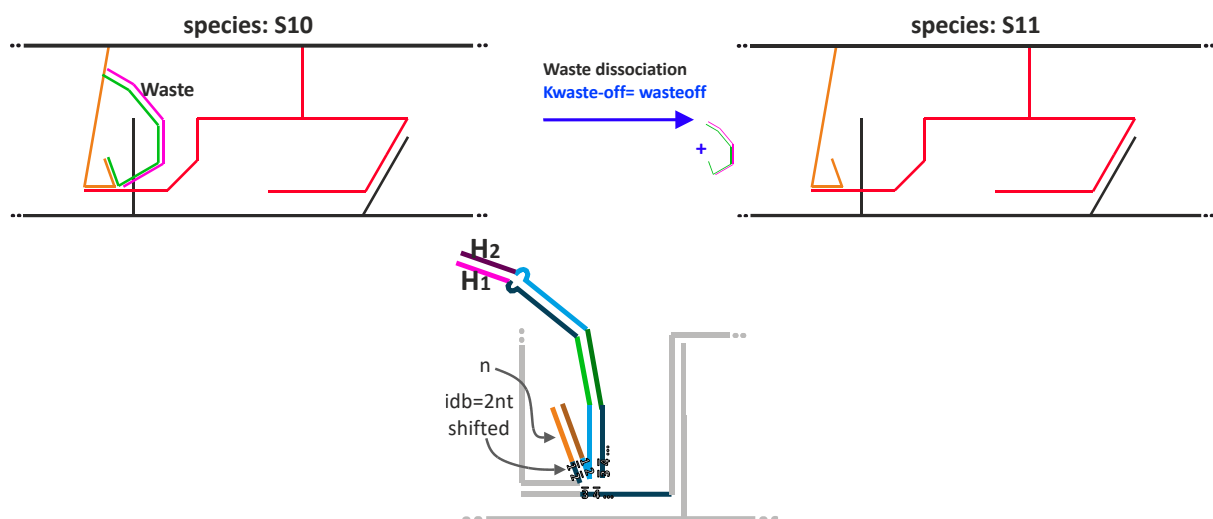 species: S10
species: S11
Waste
Waste dissociation
Kwaste-off= wasteoff
+
H2
H1
n
idb=2nt
shifted